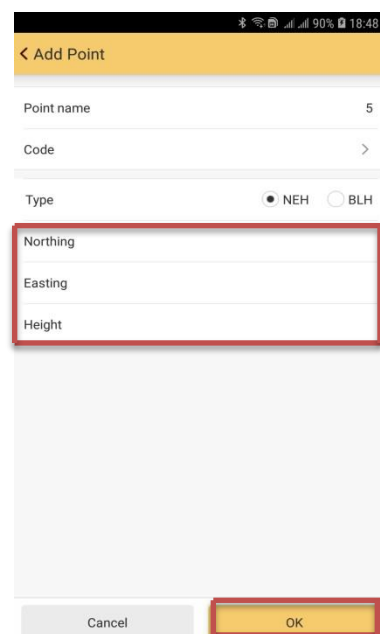 90% 18:48
< Add Point
Point name 5
Code >
Type NEH BLH
Northing
Easting
Height
Cancel OK